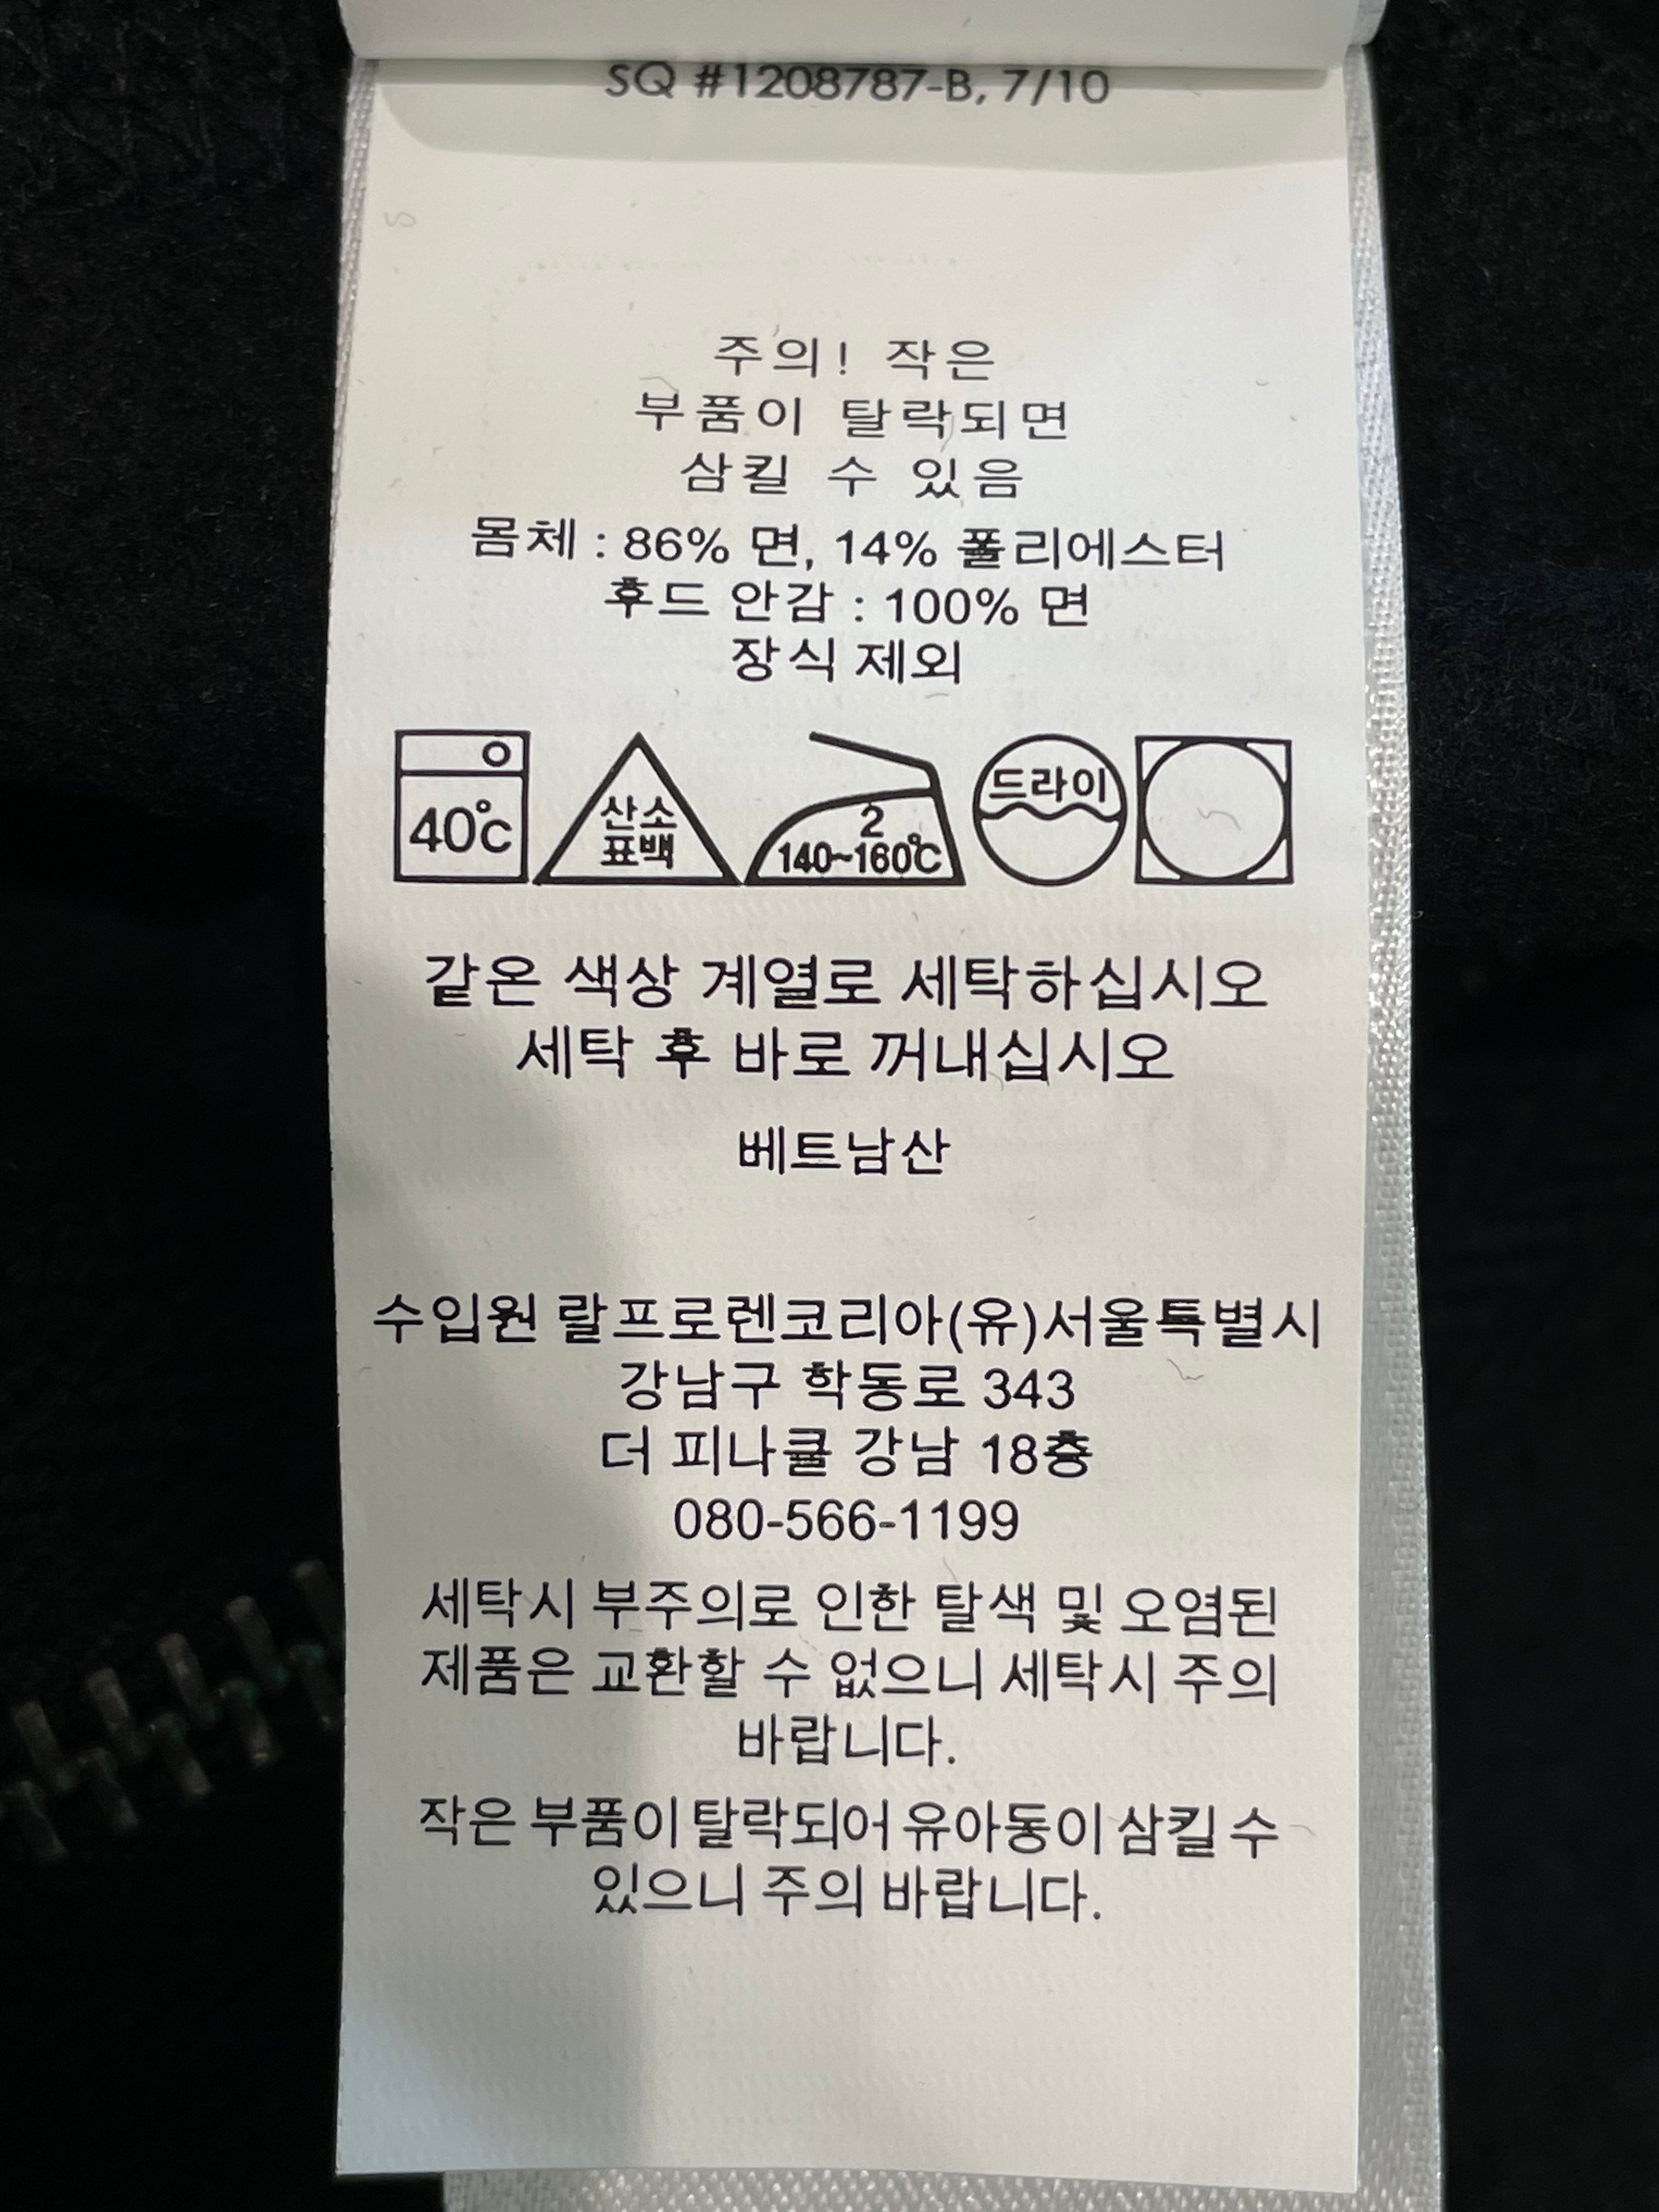 SQ #1208787-B, 7/10
주의! 작은
부품이 탈락되면
삼킬 수 있음
몸체 : 86% 면, 14% 폴리에스터
후드 안감 : 100% 면
장식 제외
40℃
산소
표백
2
140~160℃
드라이
같은 색상 계열로 세탁하십시오
세탁 후 바로 꺼내십시오
베트남산
수입원 랄프로렌코리아(유)서울특별시
강남구 학동로 343
더 피나클 강남 18층
080-566-1199
세탁시 부주의로 인한 탈색 및 오염된
제품은 교환할 수 없으니 세탁시 주의
바랍니다.
작은 부품이 탈락되어 유아동이 삼킬 수
있으니 주의 바랍니다.